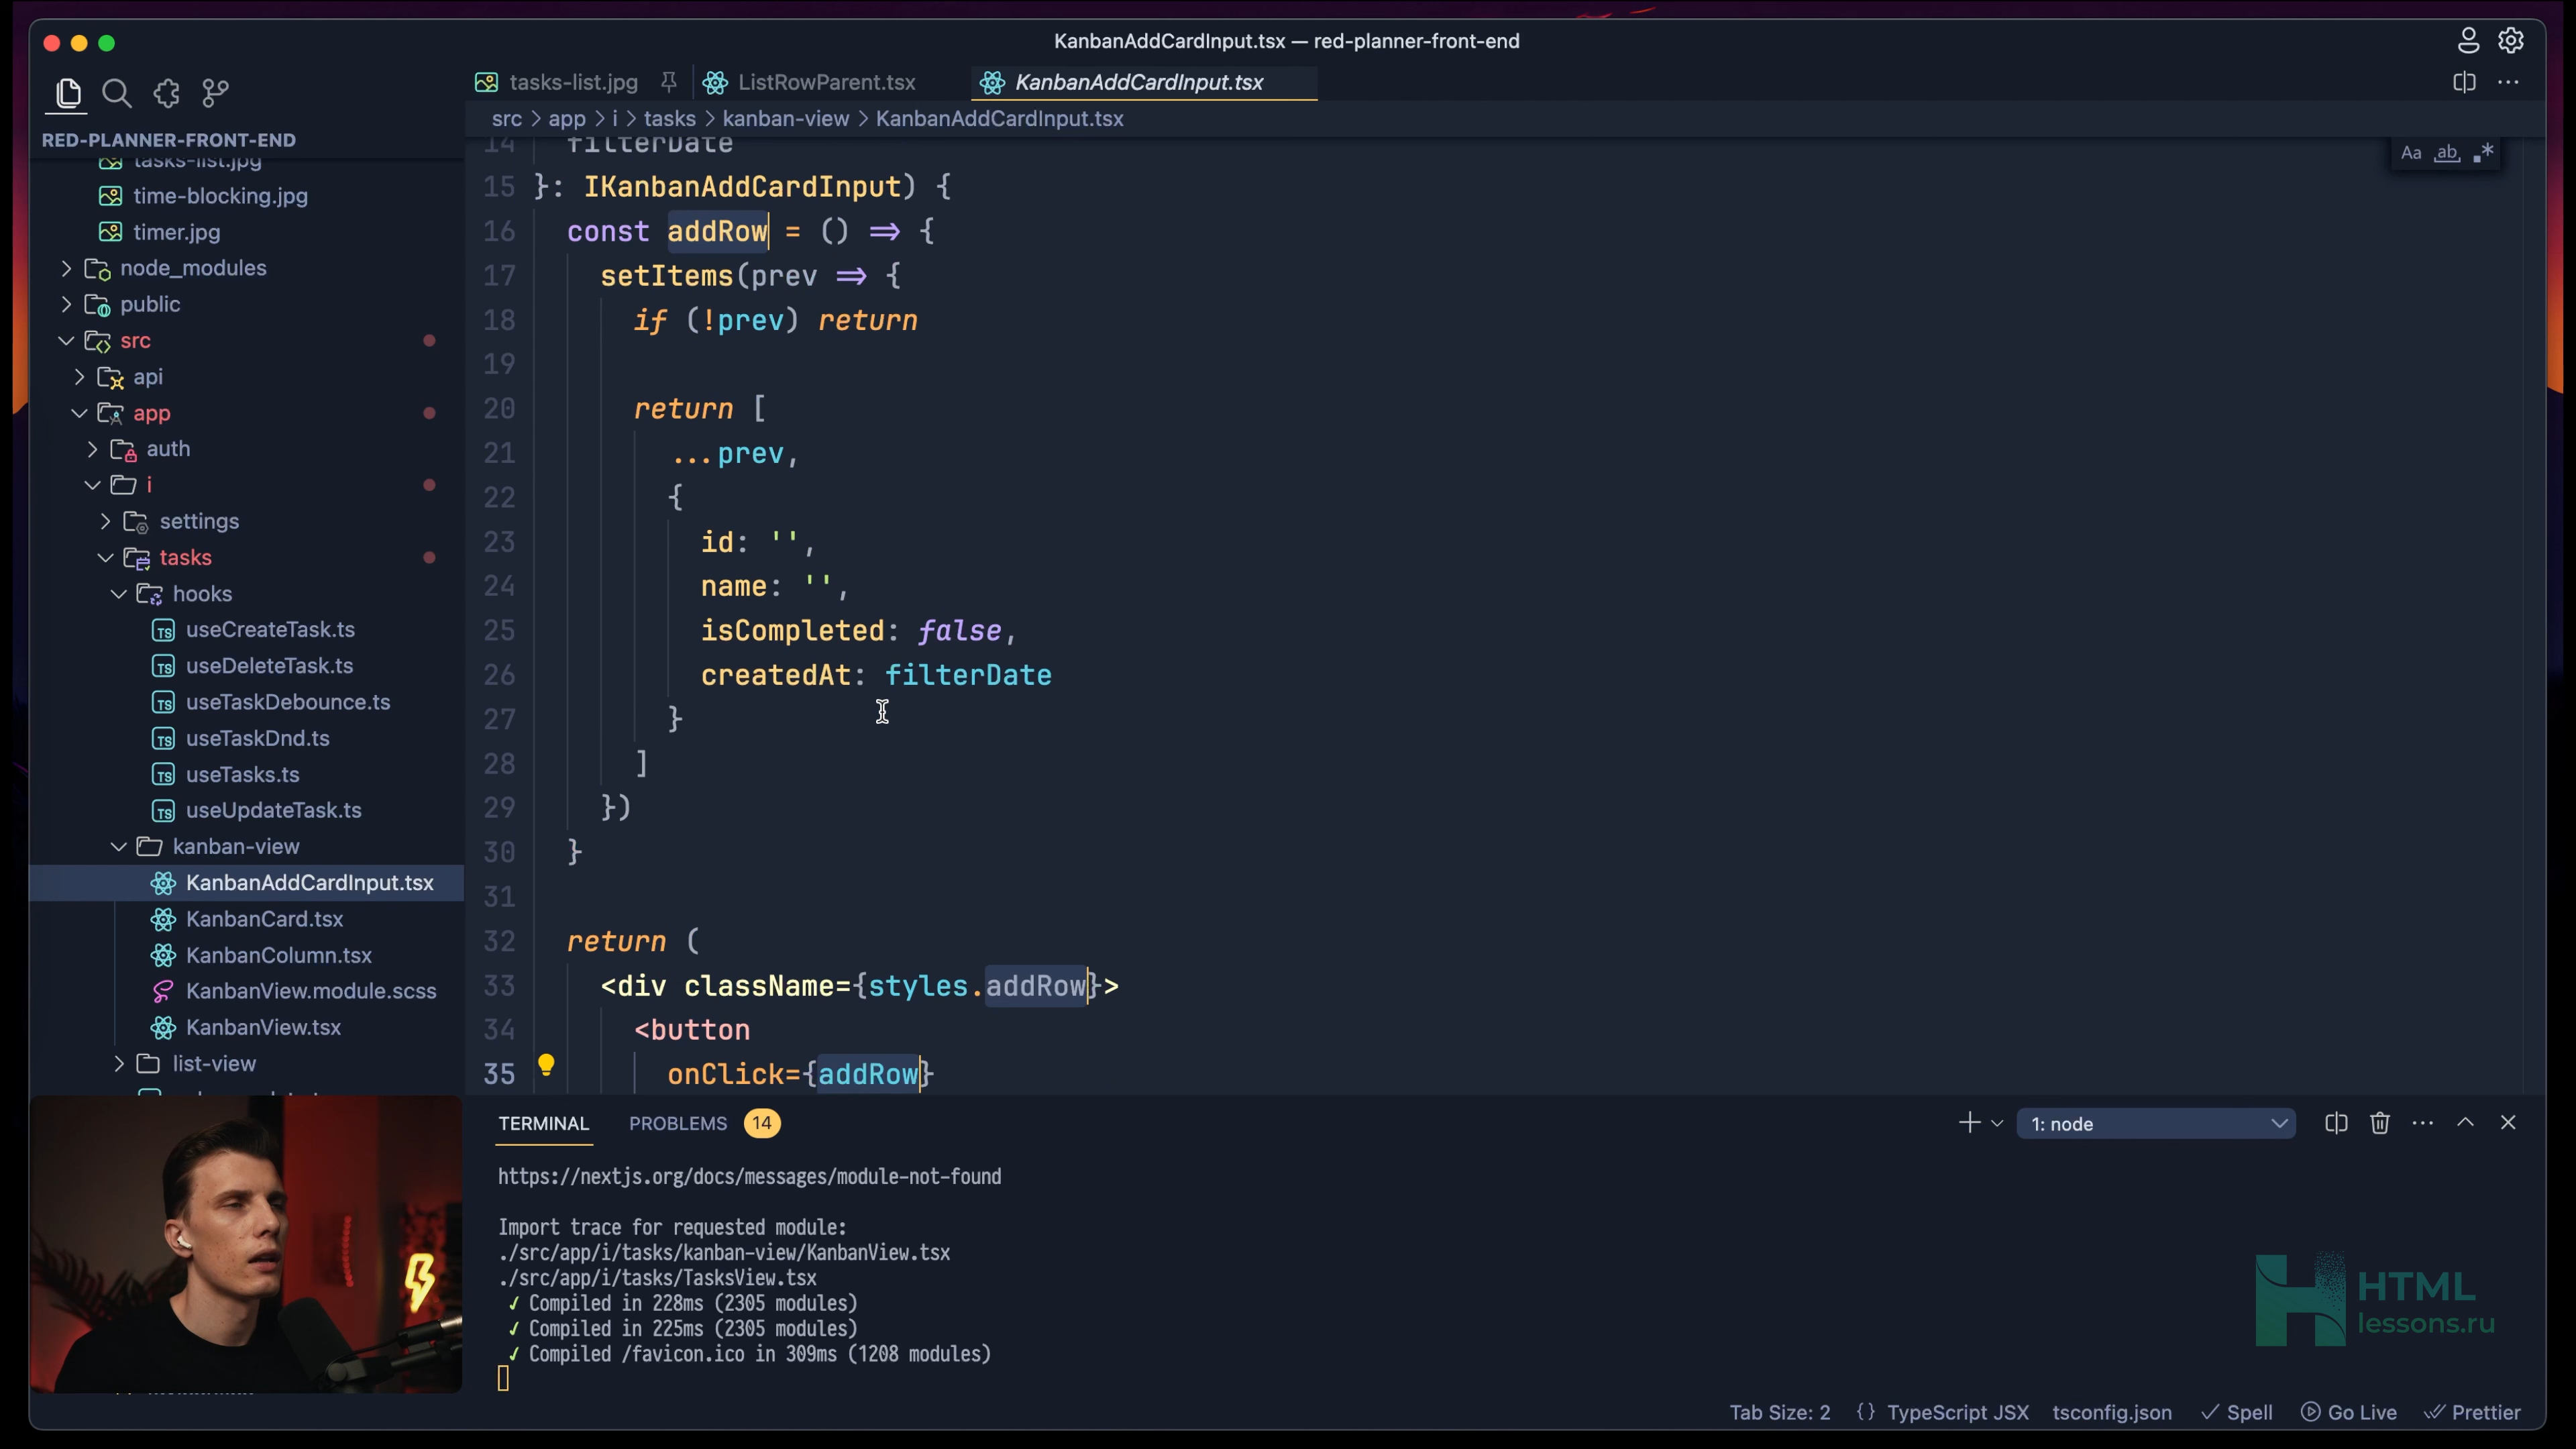 KanbanAddCardInput.tsx — red-planner-front-end
tasks-list.jpg
ListRowParent.tsx
KanbanAddCardInput.tsx
src > app > i > tasks > kanban-view > KanbanAddCardInput.tsx
RED-PLANNER-FRONT-END
tasks-list.jpg
time-blocking.jpg
timer.jpg
node_modules
public
src
api
app
auth
i
settings
tasks
hooks
useCreateTask.ts
useDeleteTask.ts
useTaskDebounce.ts
useTaskDnd.ts
useTasks.ts
useUpdateTask.ts
kanban-view
KanbanAddCardInput.tsx
KanbanCard.tsx
KanbanColumn.tsx
KanbanView.module.scss
KanbanView.tsx
list-view
Aa ab *
14 filterDate
15 }: IKanbanAddCardInput) {
16 const addRow = () => {
17 setItems(prev => {
18 if (!prev) return
19
20 return [
21 ...prev,
22 {
23 id: '',
24 name: '',
25 isCompleted: false,
26 createdAt: filterDate
27 }
28 ]
29 })
30 }
31
32 return (
33 <div className={styles.addRow}>
34 <button
35 onClick={addRow}
TERMINAL PROBLEMS 14
1: node
https://nextjs.org/docs/messages/module-not-found
Import trace for requested module:
./src/app/i/tasks/kanban-view/KanbanView.tsx
./src/app/i/tasks/TasksView.tsx
✓ Compiled in 228ms (2305 modules)
✓ Compiled in 225ms (2305 modules)
✓ Compiled /favicon.ico in 309ms (1208 modules)
HTML
lessons.ru
Tab Size: 2 {} TypeScript JSX tsconfig.json ✓ Spell Go Live ✓ Prettier